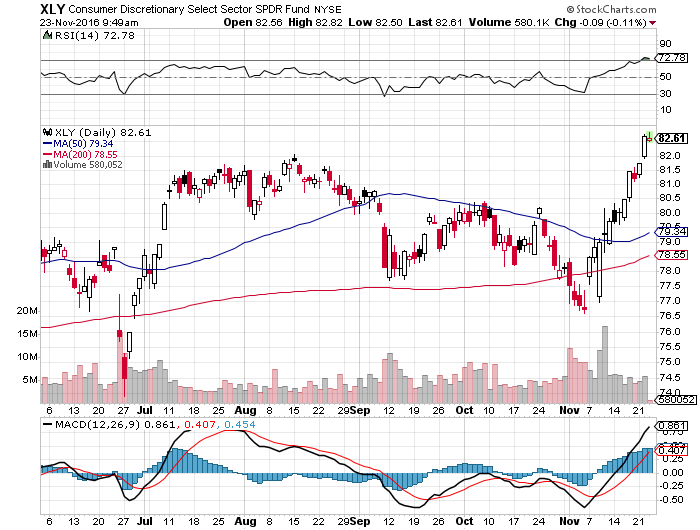 XLY Consumer Discretionary Select Sector SPDR Fund NYSE © StockCharts.com
23-Nov-2016 9:49am Open 82.56 High 82.82 Low 82.50 Last 82.61 Volume 580.1K Chg -0.09 (-0.11%)
RSI(14) 72.78
90
72.78
50
30
10
XLY (Daily) 82.61
MA(50) 79.34
MA(200) 78.55
Volume 580,052
82.61
82.0
81.5
81.0
80.5
80.0
79.34
79.0
78.55
78.0
77.5
77.0
76.5
76.0
75.5
75.0
74.5
74.0
20M
15M
10M
5M
580052
6 13 20 27 Jul 11 18 25 Aug 8 15 22 29 Sep 12 19 26 Oct 10 17 24 Nov 7 14 21
MACD(12,26,9) 0.861, 0.407, 0.454
0.861
0.75
0.407
0.25
0.00
-0.25
-0.50
6 13 20 27 Jul 11 18 25 Aug 8 15 22 29 Sep 12 19 26 Oct 10 17 24 Nov 7 14 21